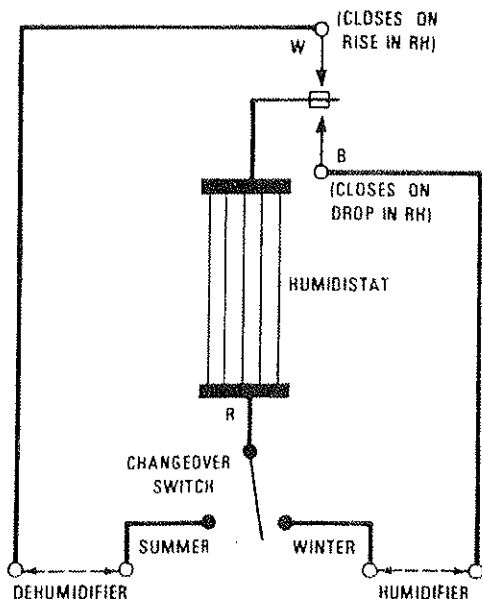 (CLOSES ON
RISE IN RH)
W
B
(CLOSES ON
DROP IN RH)
HUMIDISTAT
R
CHANGEOVER
SWITCH
SUMMER
WINTER
DEHUMIDIFIER
HUMIDIFIER